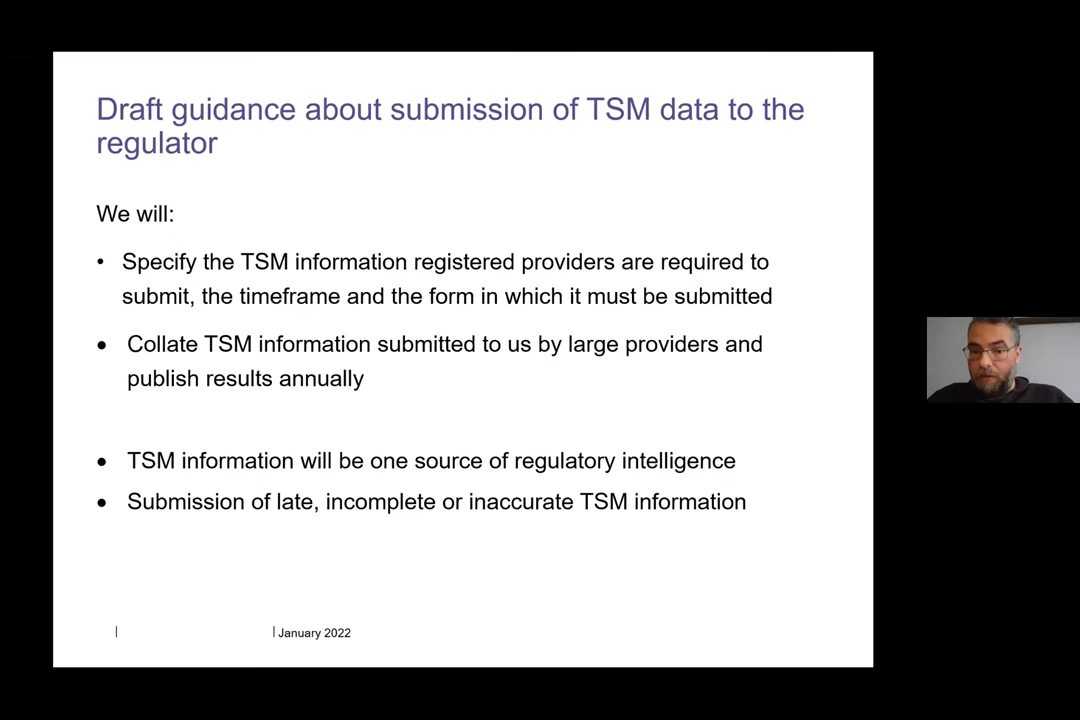 Draft guidance about submission of TSM data to the
regulator
We will:
• Specify the TSM information registered providers are required to
submit, the timeframe and the form in which it must be submitted
• Collate TSM information submitted to us by large providers and
publish results annually
• TSM information will be one source of regulatory intelligence
• Submission of late, incomplete or inaccurate TSM information
| | January 2022